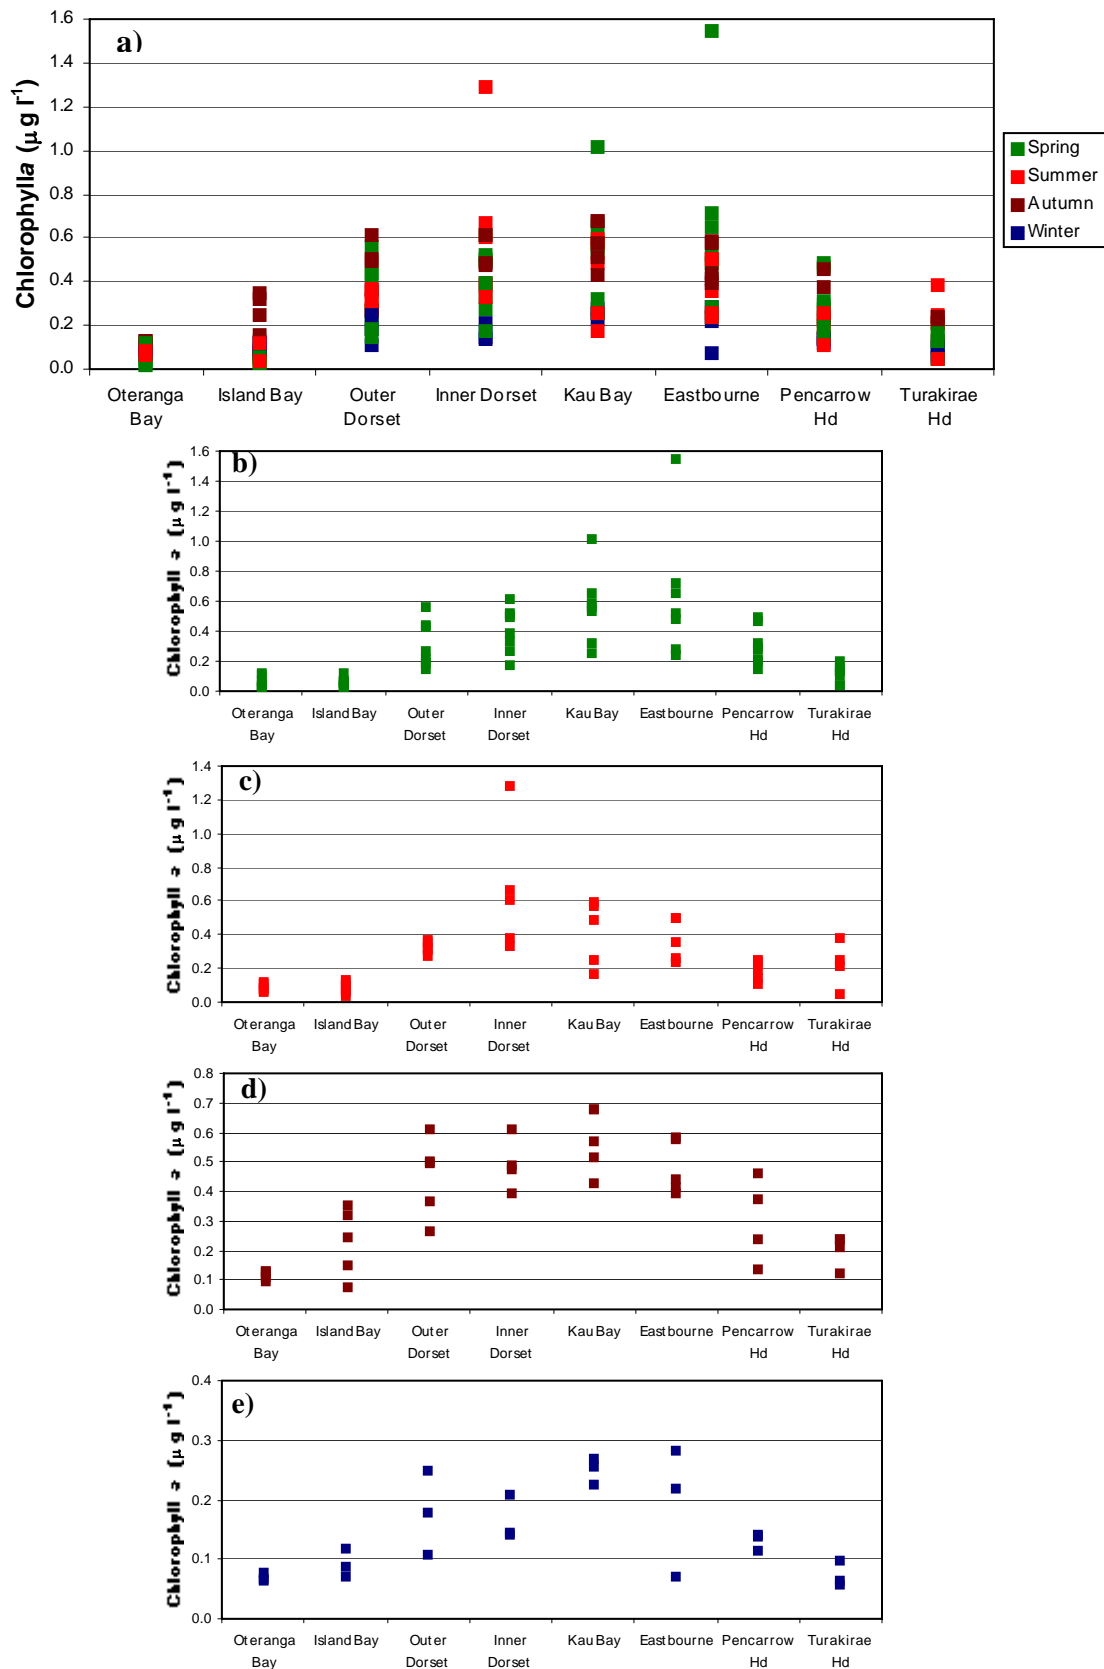 a)
Chlorophylla (μ g l-1)
1.6
1.4
1.2
1.0
0.8
0.6
0.4
0.2
0.0
Oteranga Bay
Island Bay
Outer Dorset
Inner Dorset
Kau Bay
Eastbourne
Pencarrow Hd
Turakirae Hd
Spring
Summer
Autumn
Winter
b)
Chlorophyll a (μ g l-1)
1.6
1.4
1.2
1.0
0.8
0.6
0.4
0.2
0.0
Oteranga Bay
Island Bay
Outer Dorset
Inner Dorset
Kau Bay
Eastbourne
Pencarrow Hd
Turakirae Hd
c)
Chlorophyll a (μ g l-1)
1.4
1.2
1.0
0.8
0.6
0.4
0.2
0.0
Oteranga Bay
Island Bay
Outer Dorset
Inner Dorset
Kau Bay
Eastbourne
Pencarrow Hd
Turakirae Hd
d)
Chlorophyll a (μ g l-1)
0.8
0.7
0.6
0.5
0.4
0.3
0.2
0.1
0.0
Oteranga Bay
Island Bay
Outer Dorset
Inner Dorset
Kau Bay
Eastbourne
Pencarrow Hd
Turakirae Hd
e)
Chlorophyll a (μ g l-1)
0.4
0.3
0.2
0.1
0.0
Oteranga Bay
Island Bay
Outer Dorset
Inner Dorset
Kau Bay
Eastbourne
Pencarrow Hd
Turakirae Hd